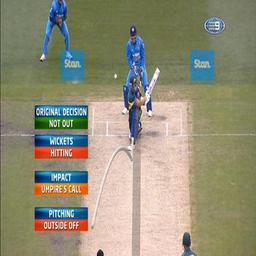 Stan.
Stan.
ORIGINAL DECISION
NOT OUT
WICKETS
HITTING
IMPACT
UMPIRE'S CALL
PITCHING
OUTSIDE OFF